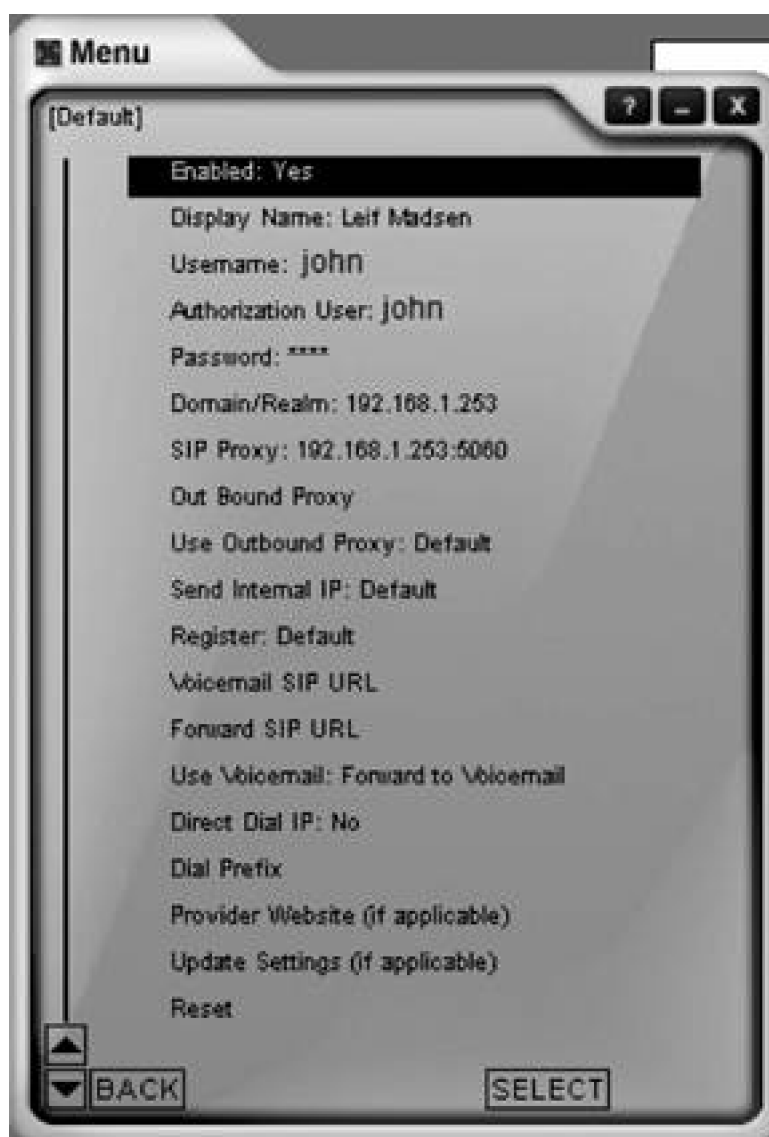 Menu
[Default]
? – X
Enabled: Yes
Display Name: Leif Madsen
Username: john
Authorization User: john
Password: ****
Domain/Realm: 192.168.1.253
SIP Proxy: 192.168.1.253:5060
Out Bound Proxy
Use Outbound Proxy: Default
Send Internal IP: Default
Register: Default
Voicemail SIP URL
Forward SIP URL
Use Voicemail: Forward to Voicemail
Direct Dial IP: No
Dial Prefix
Provider Website (if applicable)
Update Settings (if applicable)
Reset
BACK
SELECT